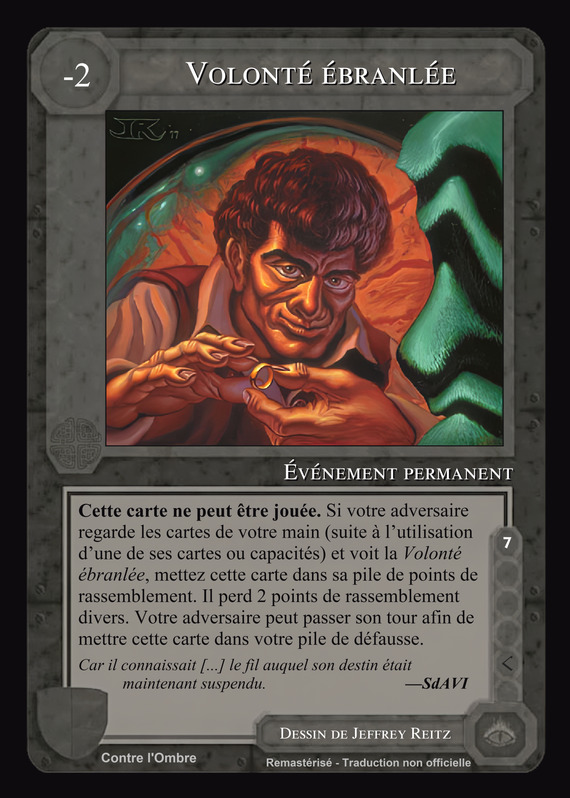 -2
VOLONTÉ ÉBRANLÉE
JR '77
ÉVÉNEMENT PERMANENT
Cette carte ne peut être jouée. Si votre adversaire
regarde les cartes de votre main (suite à l'utilisation
d'une de ses cartes ou capacités) et voit la Volonté
ébranlée, mettez cette carte dans sa pile de points de
rassemblement. Il perd 2 points de rassemblement
divers. Votre adversaire peut passer son tour afin de
mettre cette carte dans votre pile de défausse.
7
Car il connaissait [...] le fil auquel son destin était
maintenant suspendu. —SdAVI
DESSIN DE JEFFREY REITZ
Contre l'Ombre
Remastérisé - Traduction non officielle